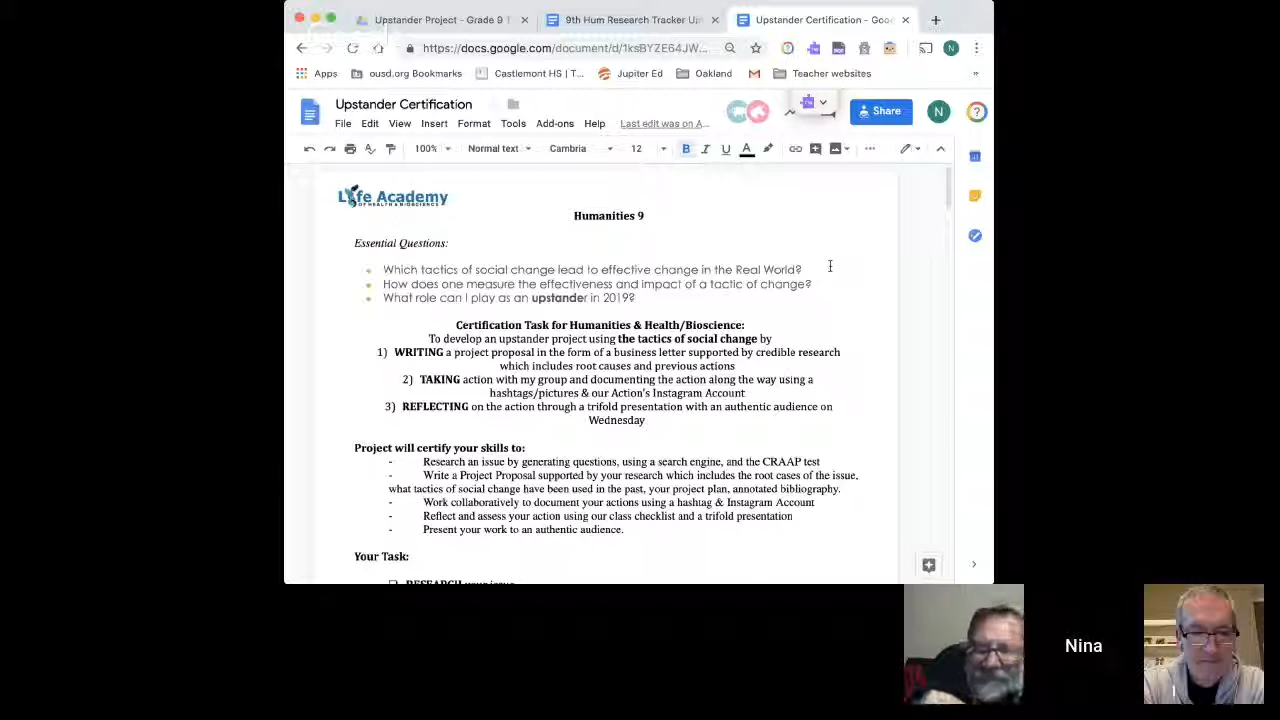 Upstander Project - Grade 9 T
9th Hum Research Tracker Up
Upstander Certification - Goo
https://docs.google.com/document/d/1ksBYZE64JW...
N
Apps
ousd.org Bookmarks
Castlemont HS | T...
Jupiter Ed
Oakland
Teacher websites
»
Upstander Certification
Share
N
File Edit View Insert Format Tools Add-ons Help Last edit was on A...
100% Normal text Cambria 12 B I U A
Life Academy
OF HEALTH & BIOSCIENCE
Humanities 9
Essential Questions:
Which tactics of social change lead to effective change in the Real World?
How does one measure the effectiveness and impact of a tactic of change?
What role can I play as an upstander in 2019?
Certification Task for Humanities & Health/Bioscience:
To develop an upstander project using the tactics of social change by
1) WRITING a project proposal in the form of a business letter supported by credible research
which includes root causes and previous actions
2) TAKING action with my group and documenting the action along the way using a
hashtags/pictures & our Action's Instagram Account
3) REFLECTING on the action through a trifold presentation with an authentic audience on
Wednesday
Project will certify your skills to:
- Research an issue by generating questions, using a search engine, and the CRAAP test
- Write a Project Proposal supported by your research which includes the root cases of the issue,
what tactics of social change have been used in the past, your project plan, annotated bibliography.
- Work collaboratively to document your actions using a hashtag & Instagram Account
- Reflect and assess your action using our class checklist and a trifold presentation
- Present your work to an authentic audience.
Your Task:
RESEARCH your issue
Nina